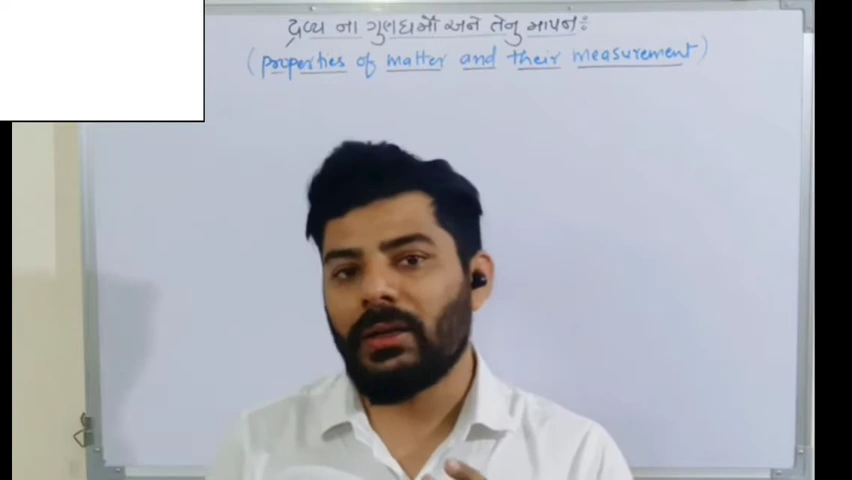 દ્રવ્ય ના ગુણધર્મો અને તેનુ માપન:
(properties of matter and their measurement)